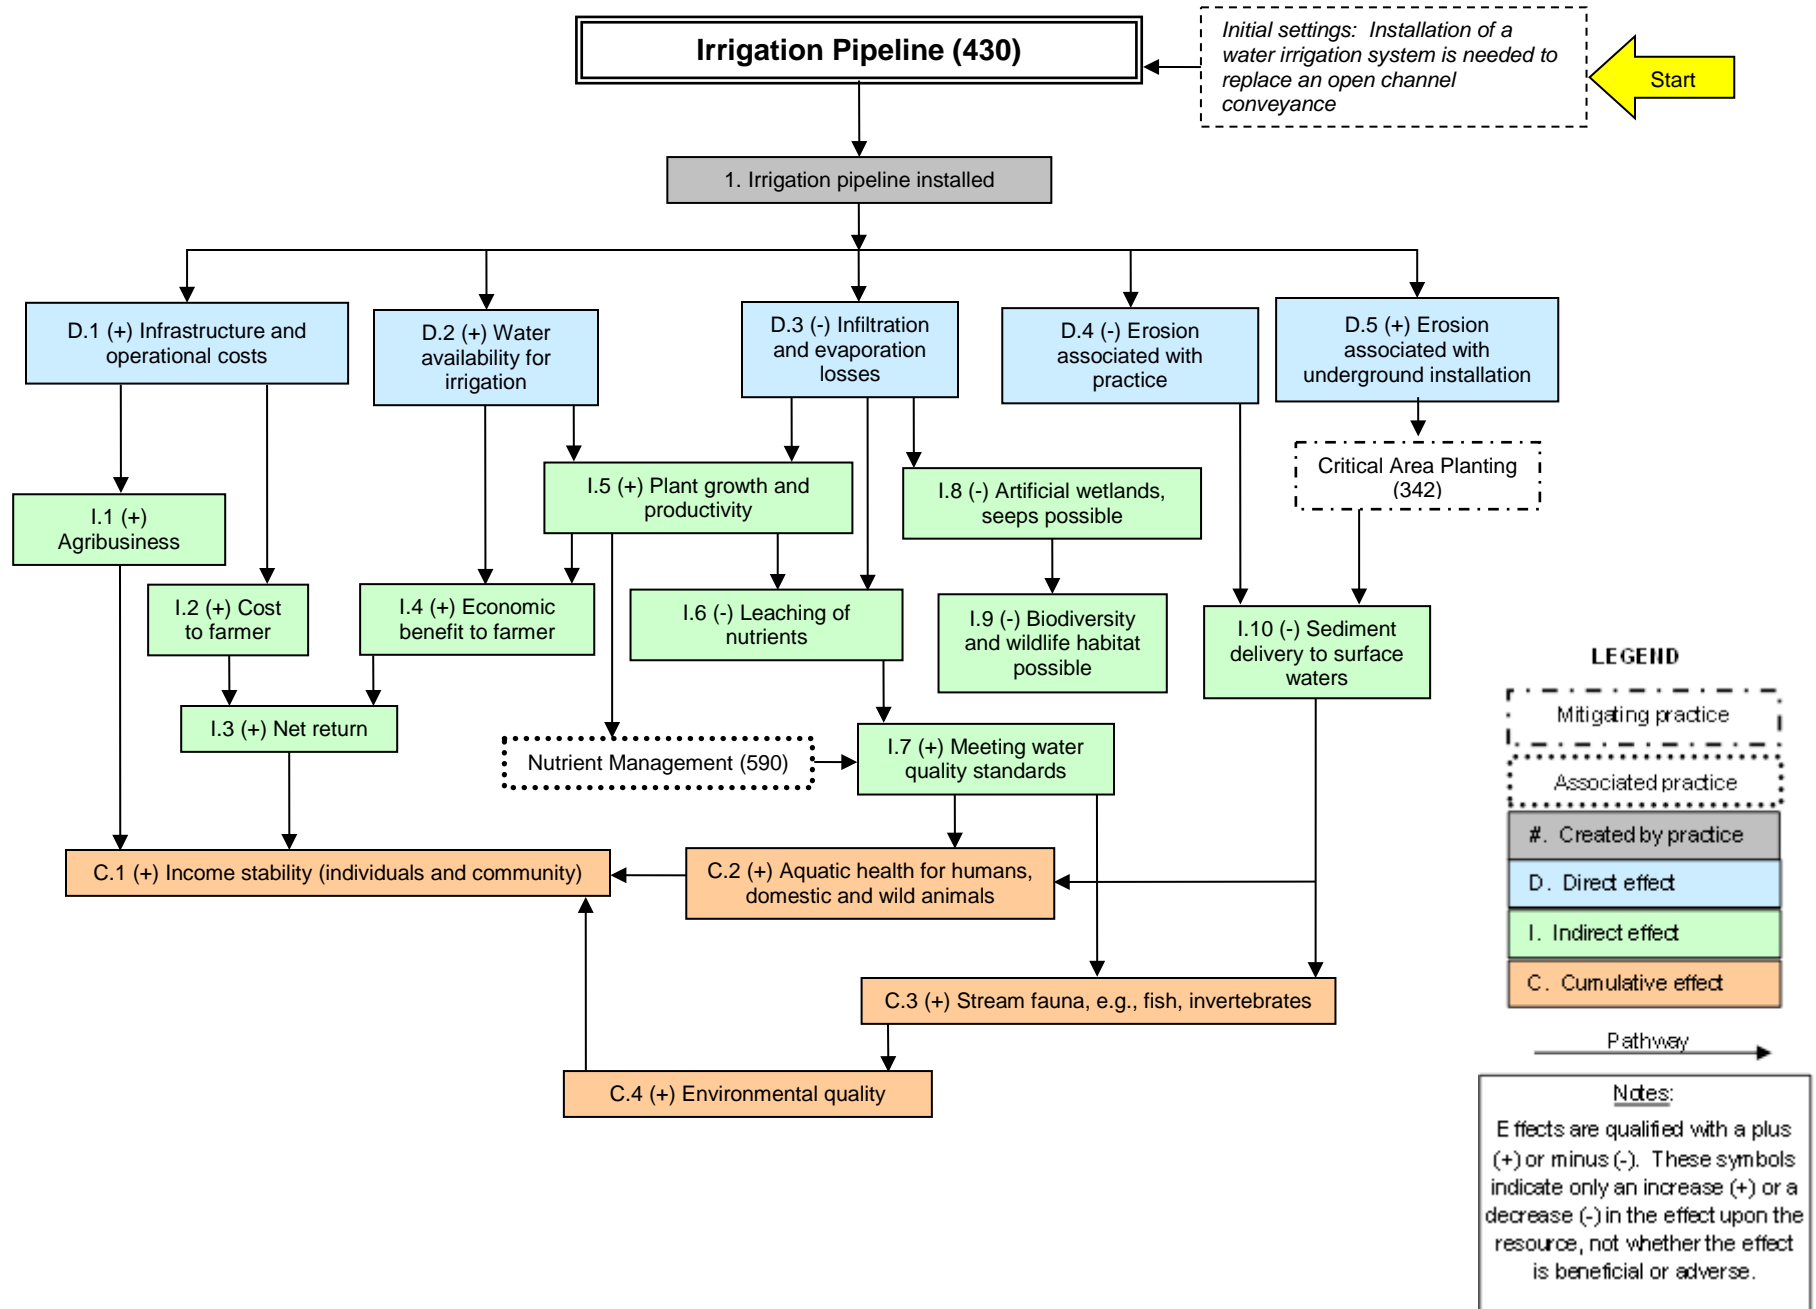 Irrigation Pipeline (430)
Initial settings:  Installation of a
water irrigation system is needed to
replace an open channel
conveyance
Start
1. Irrigation pipeline installed
D.1 (+) Infrastructure and
operational costs
D.2 (+) Water
availability for
irrigation
D.3 (-) Infiltration
and evaporation
losses
D.4 (-) Erosion
associated with
practice
D.5 (+) Erosion
associated with
underground installation
Critical Area Planting
(342)
I.5 (+) Plant growth and
productivity
I.8 (-) Artificial wetlands,
seeps possible
I.1 (+)
Agribusiness
I.2 (+) Cost
to farmer
I.4 (+) Economic
benefit to farmer
I.6 (-) Leaching of
nutrients
I.9 (-) Biodiversity
and wildlife habitat
possible
I.10 (-) Sediment
delivery to surface
waters
I.3 (+) Net return
Nutrient Management (590)
I.7 (+) Meeting water
quality standards
C.1 (+) Income stability (individuals and community)
C.2 (+) Aquatic health for humans,
domestic and wild animals
C.3 (+) Stream fauna, e.g., fish, invertebrates
C.4 (+) Environmental quality
LEGEND
Mitigating practice
Associated practice
#.  Created by practice
D.  Direct effect
I.  Indirect effect
C.  Cumulative effect
Pathway
Notes:
Effects are qualified with a plus
(+) or minus (-).  These symbols
indicate only an increase (+) or a
decrease (-) in the effect upon the
resource, not whether the effect
is beneficial or adverse.